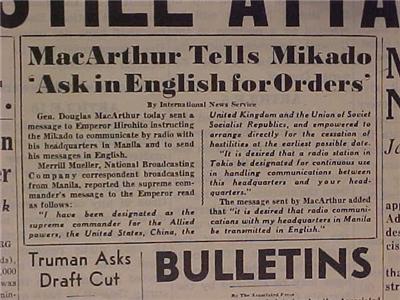 STILL ATTA
MacArthur Tells Mikado
'Ask in English for Orders'
By International News Service
Gen. Douglas MacArthur today sent a
message to Emperor Hirohito instructing
the Mikado to communicate by radio with
his headquarters in Manila and to send
his messages in English.
Merrill Mueller, National Broadcasting
Company correspondent broadcasting
from Manila, reported the supreme com-
mander's message to the Emperor read
as follows:
"I have been designated as the
supreme commander for the Allied
powers, the United States, China, the
United Kingdom and the Union of Soviet
Socialist Republics, and empowered to
arrange directly for the cessation of
hostilities at the earliest possible date.
"It is desired that a radio station in
Tokio be designated for continuous use
in handling communications between
this headquarters and your head-
quarters."
The message sent by MacArthur added
that "it is desired that radio communi-
cations with my headquarters in Manila
be transmitted in English."
Truman Asks
Draft Cut
BULLETINS
By The Associated Press